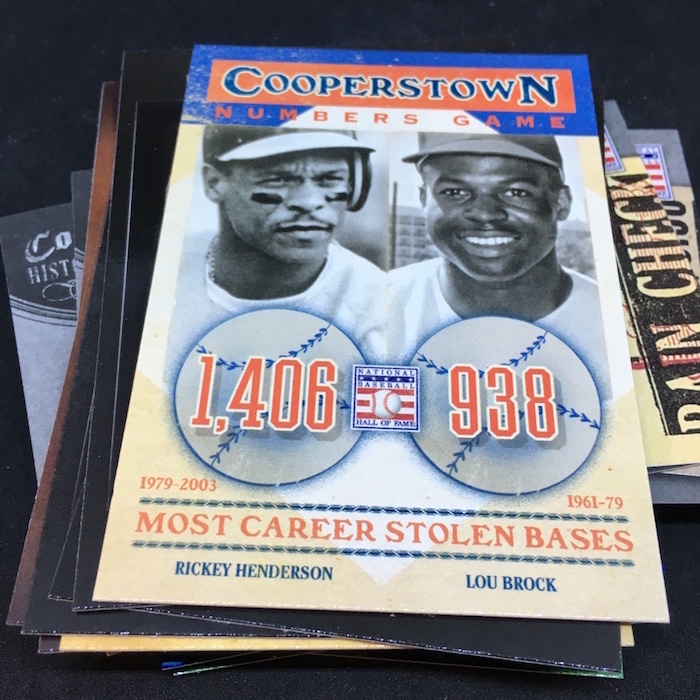 COOPERSTOWN
NUMBERS GAME
1,406
938
NATIONAL
BASEBALL
HALL OF FAME
1979-2003
1961-79
MOST CAREER STOLEN BASES
RICKEY HENDERSON
LOU BROCK
RAIN CHECK